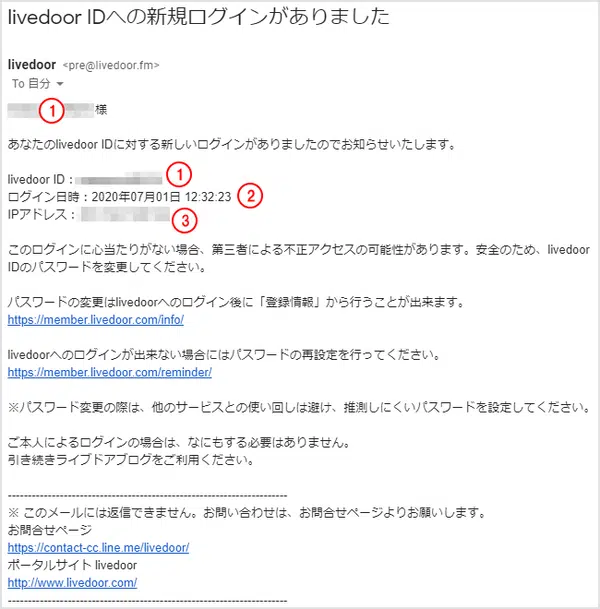 livedoor IDへの新規ログインがありました
livedoor <pre@livedoor.fm>
To 自分
① 様
あなたのlivedoor IDに対する新しいログインがありましたのでお知らせいたします。
livedoor ID： ①
ログイン日時：2020年07月01日 12:32:23 ②
IPアドレス： ③
このログインに心当たりがない場合、第三者による不正アクセスの可能性があります。安全のため、livedoor
IDのパスワードを変更してください。
パスワードの変更はlivedoorへのログイン後に「登録情報」から行うことが出来ます。
https://member.livedoor.com/info/
livedoorへのログインが出来ない場合にはパスワードの再設定を行ってください。
https://member.livedoor.com/reminder/
※パスワード変更の際は、他のサービスとの使い回しは避け、推測しにくいパスワードを設定してください。
ご本人によるログインの場合は、なにもする必要はありません。
引き続きライブドアブログをご利用ください。
----------------------------------------------------------------------
※ このメールには返信できません。お問い合わせは、お問合せページよりお願いします。
お問合せページ
https://contact-cc.line.me/livedoor/
ポータルサイト livedoor
http://www.livedoor.com/
----------------------------------------------------------------------